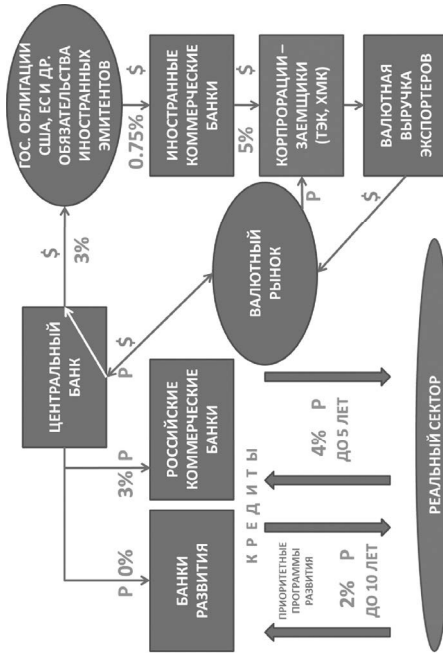 ЦЕНТРАЛЬНЫЙ
БАНК
$
3%
ГОС. ОБЛИГАЦИИ
США, ЕС И ДР.
ОБЯЗАТЕЛЬСТВА
ИНОСТРАННЫХ
ЭМИТЕНТОВ
Р 0%
3% Р
Р $
0.75% $
БАНКИ
РАЗВИТИЯ
РОССИЙСКИЕ
КОММЕРЧЕСКИЕ
БАНКИ
ИНОСТРАННЫЕ
КОММЕРЧЕСКИЕ
БАНКИ
5% $
ВАЛЮТНЫЙ
РЫНОК
Р
КОРПРОРАЦИИ –
ЗАЕМЩИКИ
(ТЭК, ХМК)
$
ВАЛЮТНАЯ
ВЫРУЧКА
ЭКСПОРТЕРОВ
КРЕДИТЫ
ПРИОРИТЕТНЫЕ
ПРОГРАММЫ
РАЗВИТИЯ
2% Р
ДО 10 ЛЕТ
4% Р
ДО 5 ЛЕТ
РЕАЛЬНЫЙ СЕКТОР